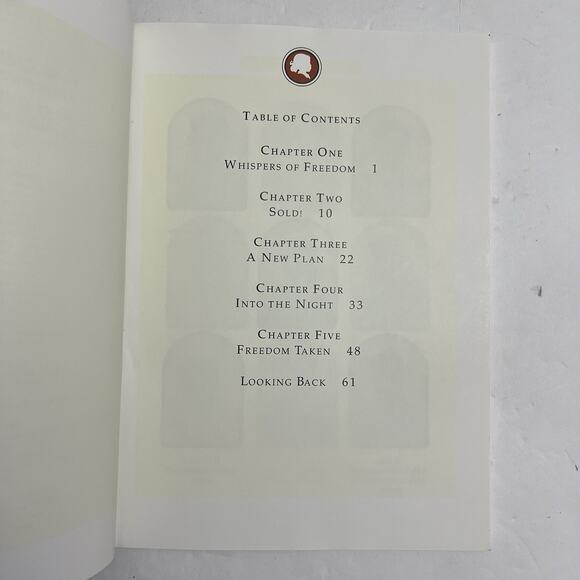 Table of Contents
Chapter One
Whispers of Freedom 1
Chapter Two
Sold! 10
Chapter Three
A New Plan 22
Chapter Four
Into the Night 33
Chapter Five
Freedom Taken 48
Looking Back 61